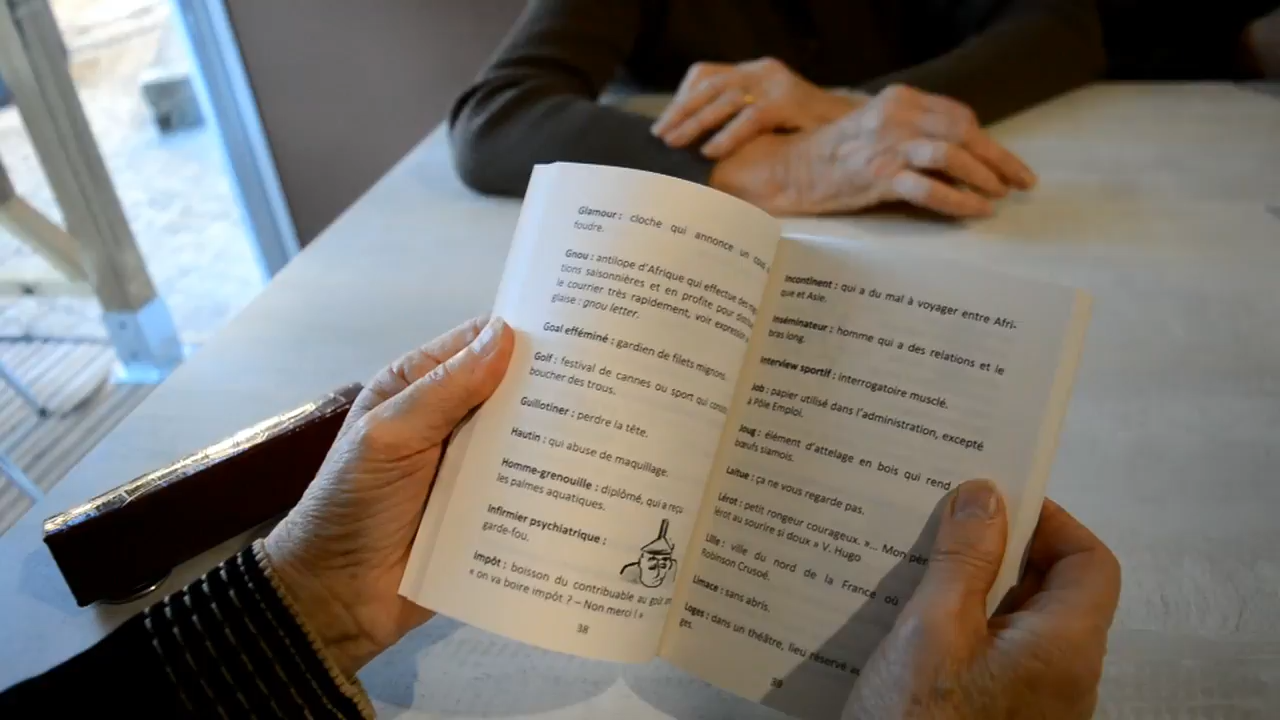 Glamour : cloche qui annonce un coup
foudre.
Gnou : antilope d'Afrique qui effectue des
tions saisonnières et en profite pour
le courrier très rapidement, voir expression
glaise : gnou letter.
Goal efféminé : gardien de filets mignons.
Golf : festival de cannes ou sport qui
boucher des trous.
Guillotiner : perdre la tête.
Hautin : qui abuse de maquillage.
Homme-grenouille : diplômé, qui a reçu
les palmes aquatiques.
Infirmier psychiatrique :
garde-fou.
Impôt : boisson du contribuable au goût
« on va boire impôt ? – Non merci ! »
38
Incontinent : qui a du mal à voyager entre Afri-
que et Asie.
Inséminateur : homme qui a des relations et le
bras long.
Interview sportif : interrogatoire musclé.
Job : papier utilisé dans l'administration, excepté
à Pôle Emploi.
Joug : élément d'attelage en bois qui rend
bœufs siamois.
Laitue : ça ne vous regarde pas.
Lérot : petit rongeur courageux. »... Mon
lérot au sourire si doux » V. Hugo
Lille : ville du nord de la France où
Robinson Crusoé.
Limace : sans abris.
Loges : dans un théâtre, lieu réservé
ges.
39